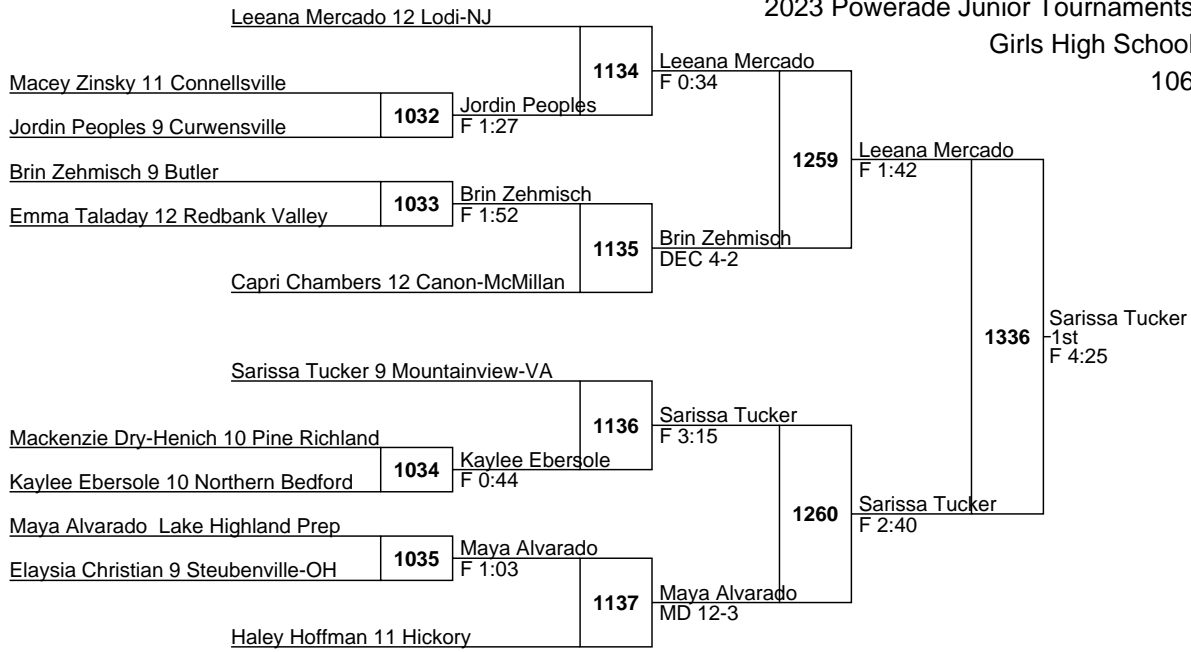 2023 Powerade Junior Tournaments
Girls High School
106
Leeana Mercado 12 Lodi-NJ
1134
Leeana Mercado
F 0:34
Macey Zinsky 11 Connellsville
1032
Jordin Peoples
F 1:27
Jordin Peoples 9 Curwensville
1259
Leeana Mercado
F 1:42
Brin Zehmisch 9 Butler
1033
Brin Zehmisch
F 1:52
Emma Taladay 12 Redbank Valley
1135
Brin Zehmisch
DEC 4-2
Capri Chambers 12 Canon-McMillan
1336
Sarissa Tucker
1st
F 4:25
Sarissa Tucker 9 Mountainview-VA
1136
Sarissa Tucker
F 3:15
Mackenzie Dry-Henich 10 Pine Richland
1034
Kaylee Ebersole
F 0:44
Kaylee Ebersole 10 Northern Bedford
1260
Sarissa Tucker
F 2:40
Maya Alvarado  Lake Highland Prep
1035
Maya Alvarado
F 1:03
Elaysia Christian 9 Steubenville-OH
1137
Maya Alvarado
MD 12-3
Haley Hoffman 11 Hickory